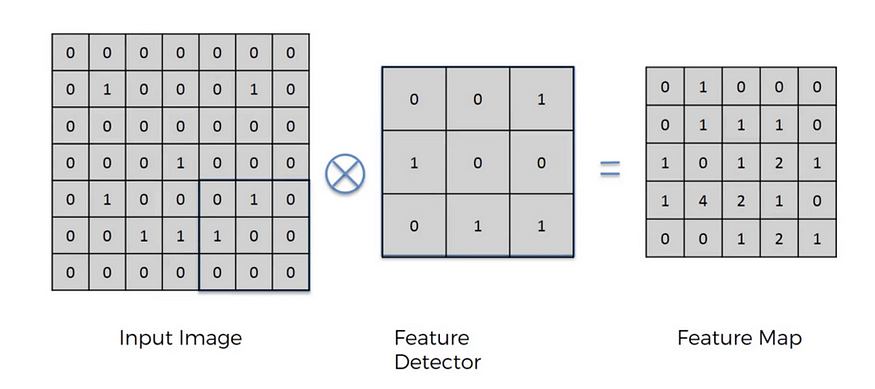 0 0 0 0 0 0 0
0 1 0 0 0 1 0
0 0 0 0 0 0 0
0 0 0 1 0 0 0
0 1 0 0 0 1 0
0 0 1 1 1 0 0
0 0 0 0 0 0 0
0 0 1
1 0 0
0 1 1
=
0 1 0 0 0
0 1 1 1 0
1 0 1 2 1
1 4 2 1 0
0 0 1 2 1
Input Image
Feature
Detector
Feature Map